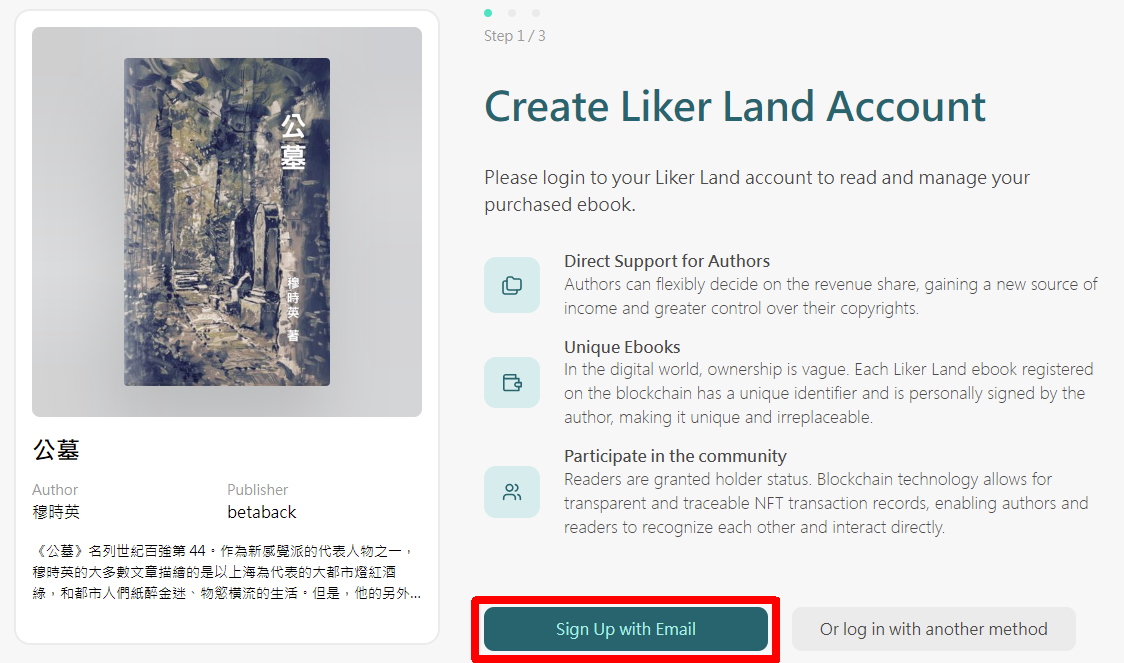 公墓
穆時英 著
公墓
Author
Publisher
穆時英
betaback
《公墓》名列世紀百強第 44。作為新感覺派的代表人物之一，
穆時英的大多數文章描繪的是以上海為代表的大都市燈紅酒
綠，和都市人們紙醉金迷、物慾橫流的生活。但是，他的另外...
Step 1 / 3
Create Liker Land Account
Please login to your Liker Land account to read and manage your
purchased ebook.
Direct Support for Authors
Authors can flexibly decide on the revenue share, gaining a new source of
income and greater control over their copyrights.
Unique Ebooks
In the digital world, ownership is vague. Each Liker Land ebook registered
on the blockchain has a unique identifier and is personally signed by the
author, making it unique and irreplaceable.
Participate in the community
Readers are granted holder status. Blockchain technology allows for
transparent and traceable NFT transaction records, enabling authors and
readers to recognize each other and interact directly.
Sign Up with Email
Or log in with another method